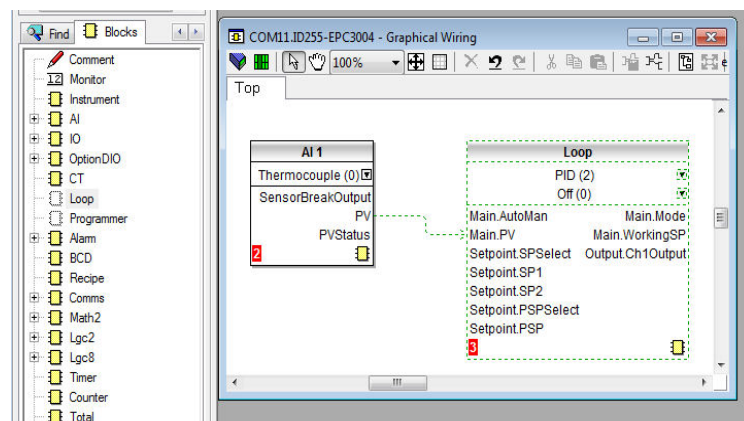 Find
Blocks
Comment
12 Monitor
Instrument
AI
IO
OptionDIO
CT
Loop
Programmer
Alarm
BCD
Recipe
Comms
Math2
Lgc2
Lgc8
Timer
Counter
Total
COM11.ID255-EPC3004 - Graphical Wiring
100%
Top
AI 1
Thermocouple (0)
SensorBreakOutput
PV
PVStatus
2
Loop
PID (2)
Off (0)
Main.AutoMan Main.Mode
Main.PV Main.WorkingSP
Setpoint.SPSelect Output.Ch1Output
Setpoint.SP1
Setpoint.SP2
Setpoint.PSPSelect
Setpoint.PSP
3